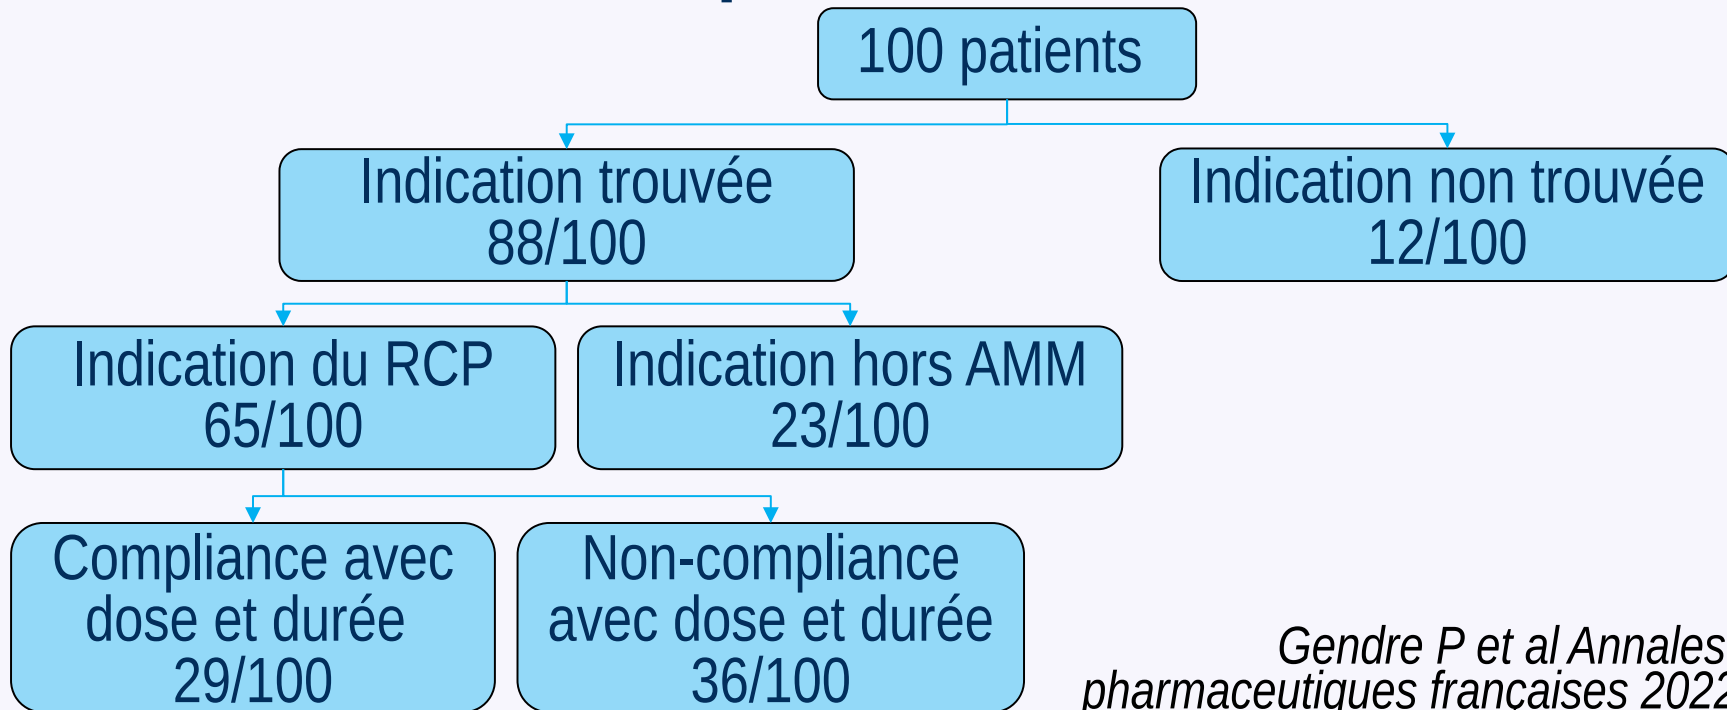 100 patients
Indication trouvée
88/100
Indication non trouvée
12/100
Indication du RCP
65/100
Indication hors AMM
23/100
Compliance avec
dose et durée
29/100
Non-compliance
avec dose et durée
36/100
Gendre P et al Annales
pharmaceutiques françaises 2022